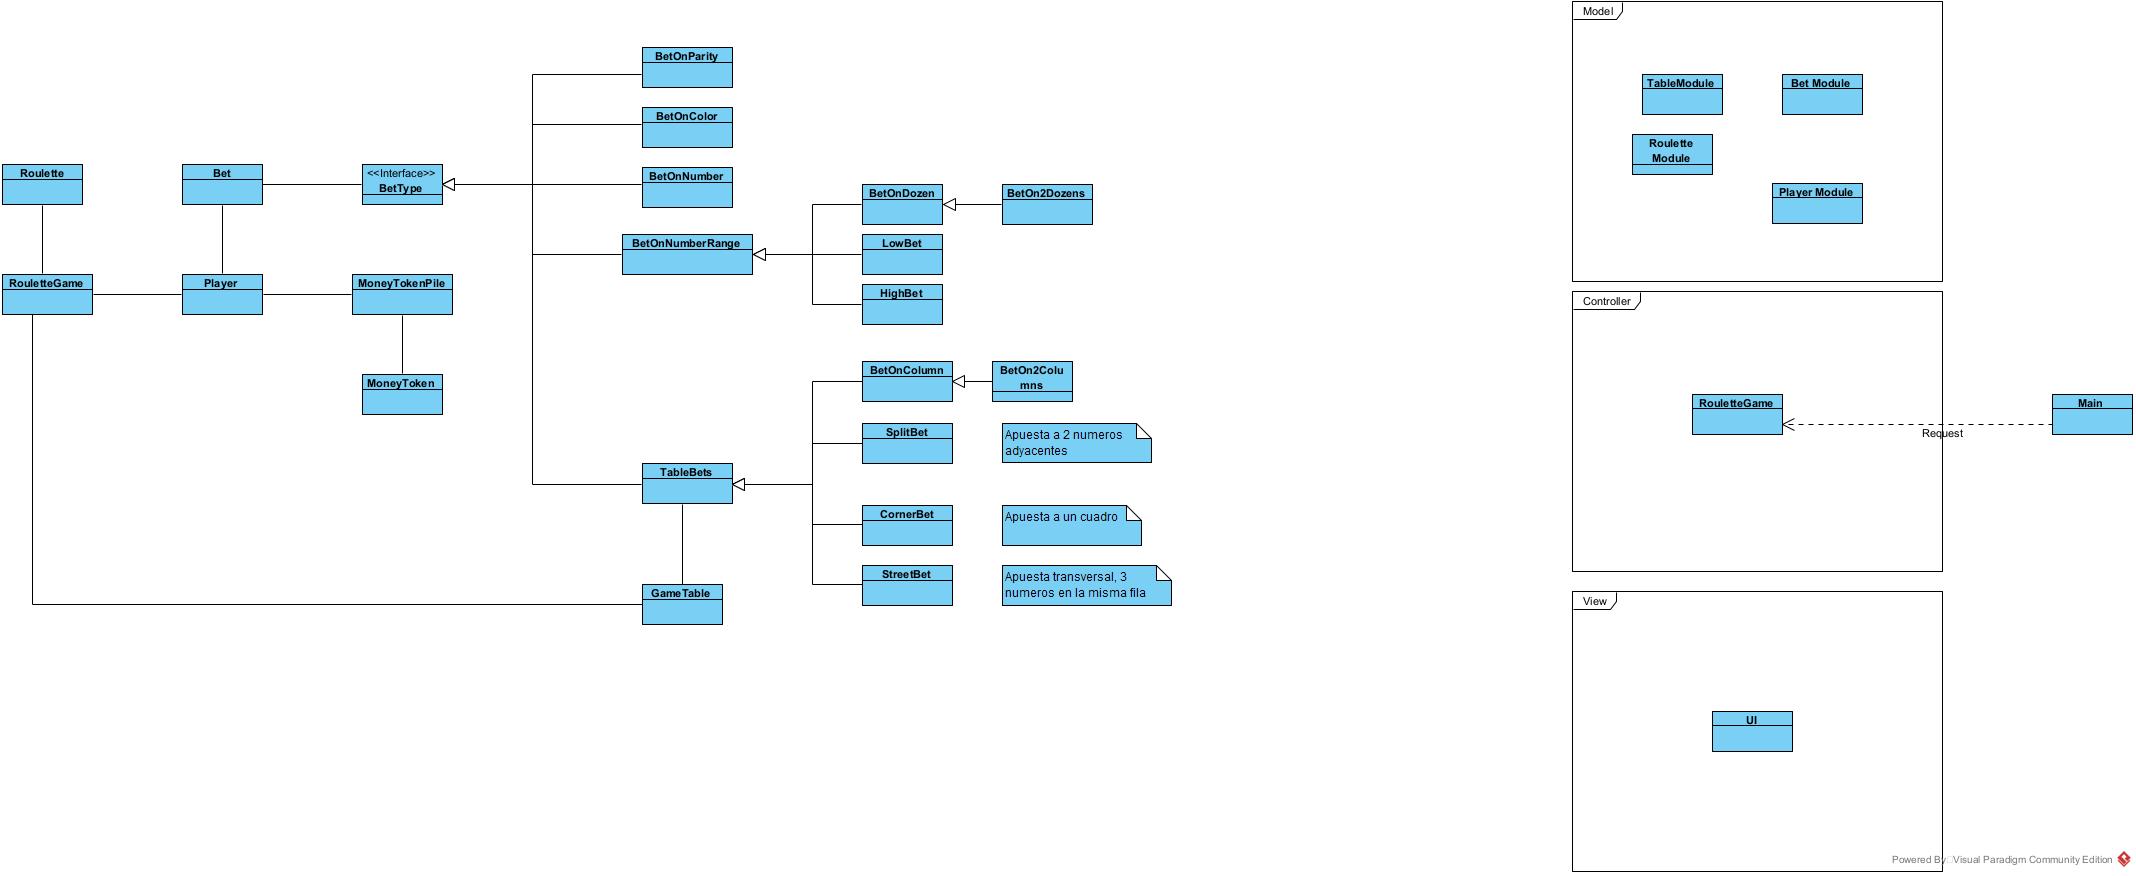 BetOnParity
BetOnColor
BetOnNumber
Roulette
Bet
<<Interface>>
BetType
BetOnNumberRange
BetOnDozen
BetOn2Dozens
LowBet
HighBet
RouletteGame
Player
MoneyTokenPile
MoneyToken
BetOnColumn
BetOn2Colu
mns
SplitBet
Apuesta a 2 numeros
adyacentes
TableBets
CornerBet
Apuesta a un cuadro
StreetBet
Apuesta transversal, 3
numeros en la misma fila
GameTable
Model
TableModule
Bet Module
Roulette
Module
Player Module
Controller
RouletteGame
Main
Request
View
UI
Powered By Visual Paradigm Community Edition